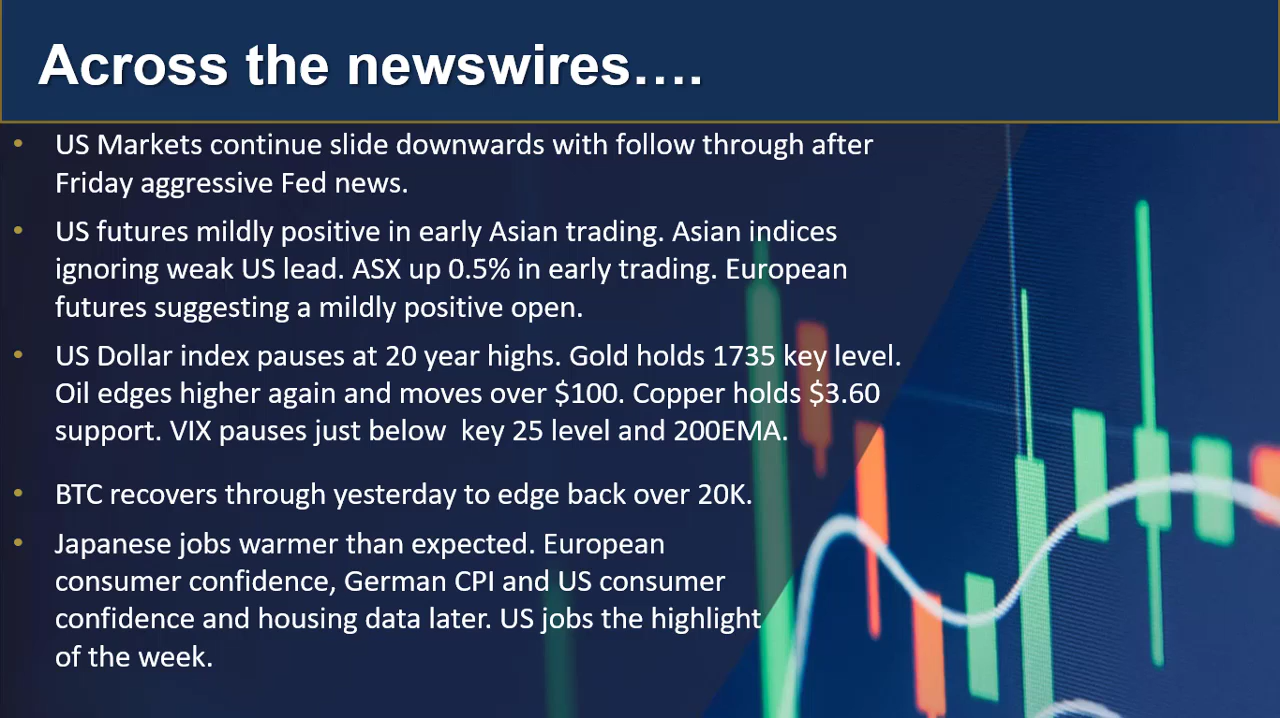 Across the newswires….
• US Markets continue slide downwards with follow through after
Friday aggressive Fed news.
• US futures mildly positive in early Asian trading. Asian indices
ignoring weak US lead. ASX up 0.5% in early trading. European
futures suggesting a mildly positive open.
• US Dollar index pauses at 20 year highs. Gold holds 1735 key level.
Oil edges higher again and moves over $100. Copper holds $3.60
support. VIX pauses just below  key 25 level and 200EMA.
• BTC recovers through yesterday to edge back over 20K.
• Japanese jobs warmer than expected. European
consumer confidence, German CPI and US consumer
confidence and housing data later. US jobs the highlight
of the week.